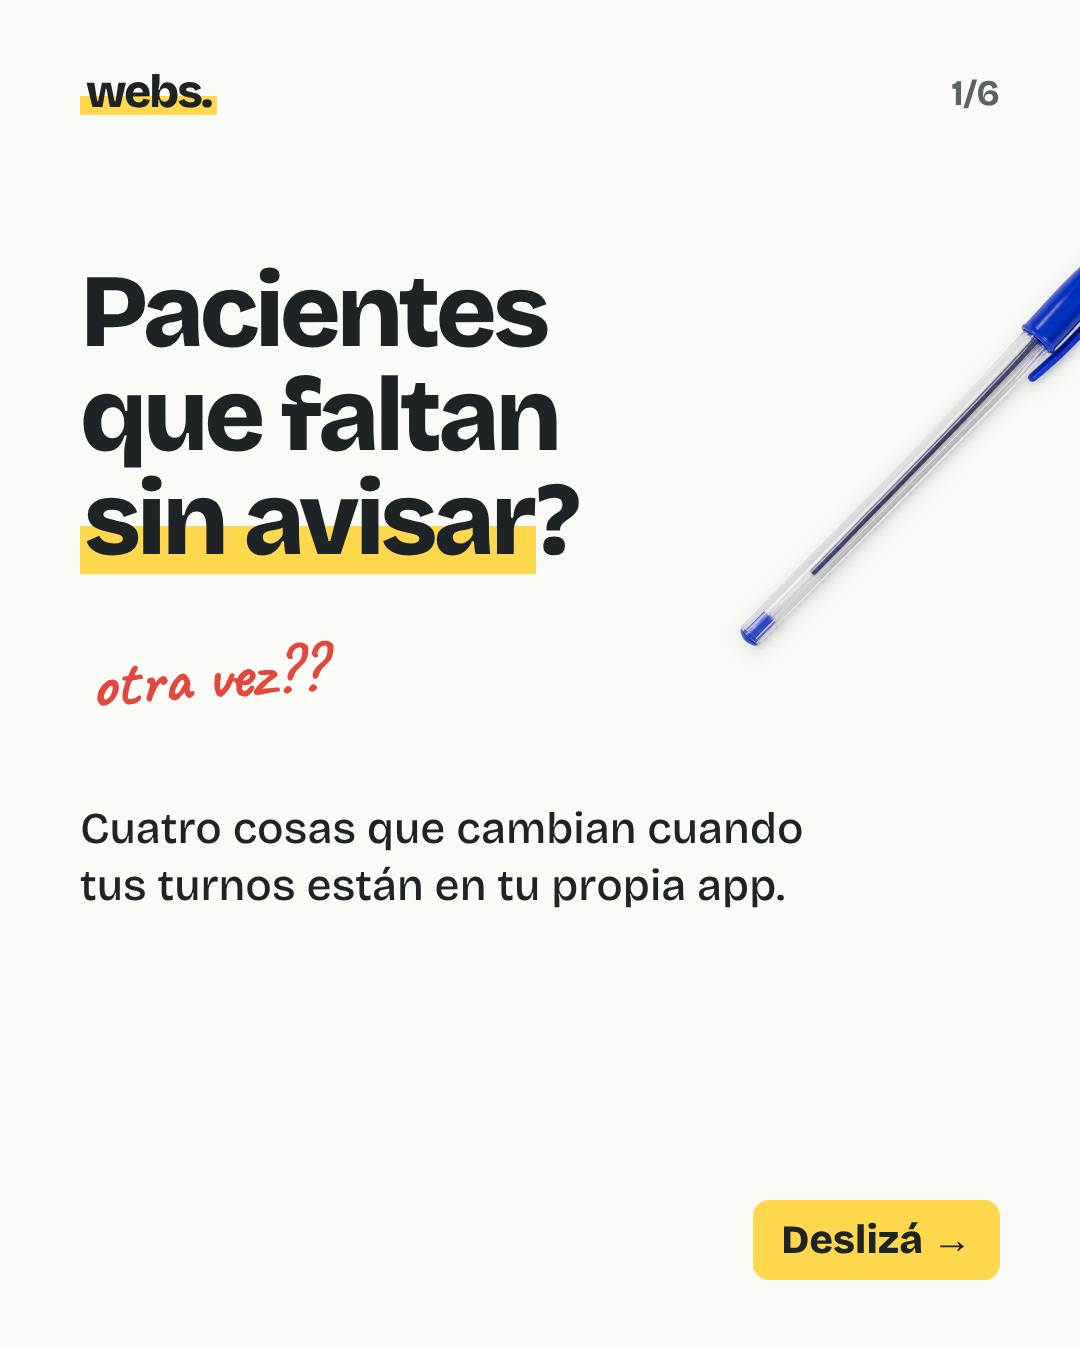 webs.
1/6
Pacientes
que faltan
sin avisar?
otra vez??
Cuatro cosas que cambian cuando
tus turnos están en tu propia app.
Deslizá →